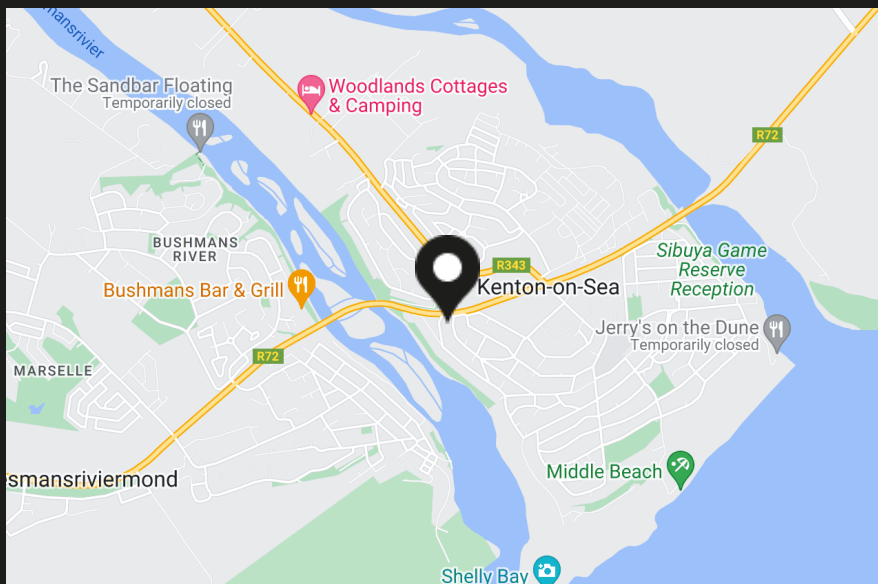 mansrivier
The Sandbar Floating
Temporarily closed
Woodlands Cottages
& Camping
R72
BUSHMANS
RIVER
Sibuya Game
Reserve
Reception
R343
Kenton-on-Sea
Bushmans Bar & Grill
Jerry's on the Dune
Temporarily closed
R72
MARSELLE
Middle Beach
smansriviermond
Shelly Bay